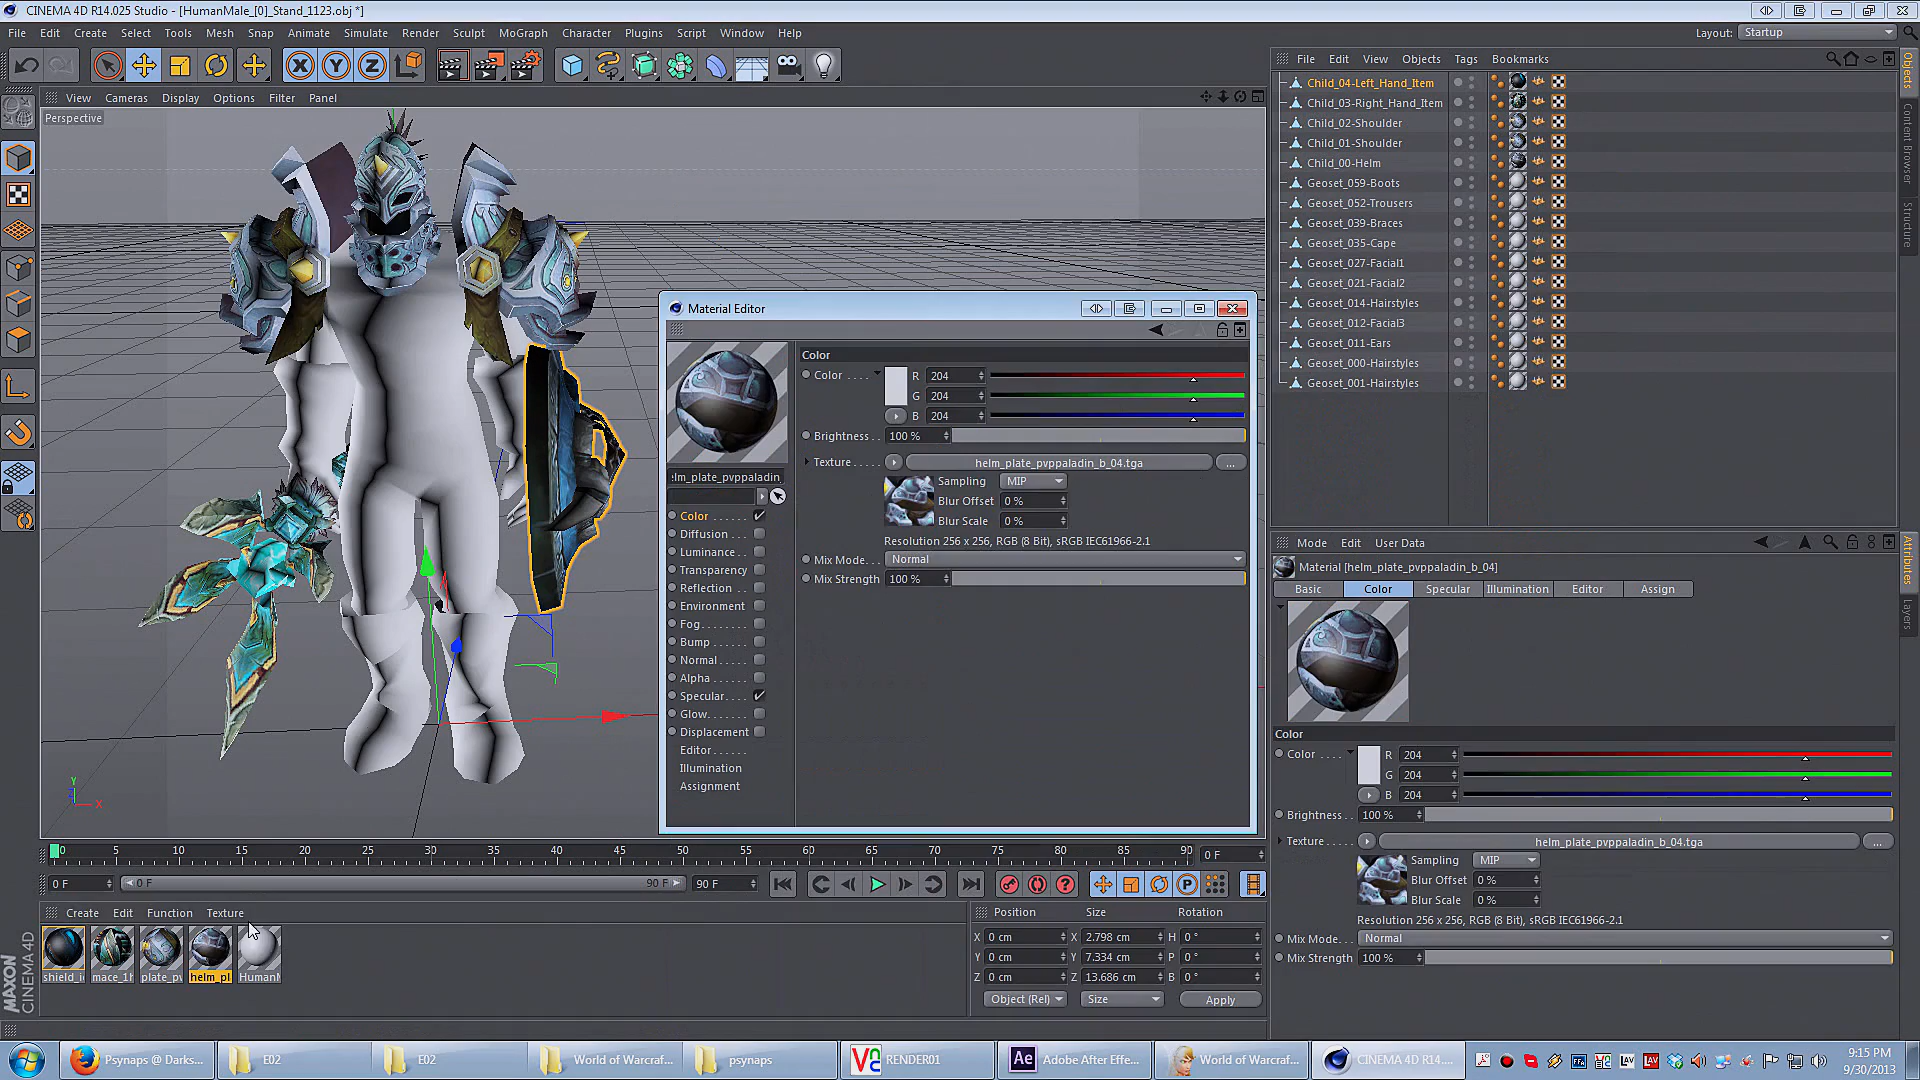 CINEMA 4D R14.025 Studio - [HumanMale_[0]_Stand_1123.obj *]
File Edit Create Select Tools Mesh Snap Animate Simulate Render Sculpt MoGraph Character Plugins Script Window Help
Layout: Startup
View Cameras Display Options Filter Panel
Perspective
File Edit View Objects Tags Bookmarks
Child_04-Left_Hand_Item
Child_03-Right_Hand_Item
Child_02-Shoulder
Child_01-Shoulder
Child_00-Helm
Geoset_059-Boots
Geoset_052-Trousers
Geoset_039-Braces
Geoset_035-Cape
Geoset_027-Facial1
Geoset_021-Facial2
Geoset_014-Hairstyles
Geoset_012-Facial3
Geoset_011-Ears
Geoset_000-Hairstyles
Geoset_001-Hairstyles
Objects
Content Browser
Structure
Material Editor
Color
Color . . . . R 204
G 204
B 204
Brightness . . 100 %
Texture . . . . . helm_plate_pvppaladin_b_04.tga ...
Sampling MIP
Blur Offset 0 %
Blur Scale 0 %
Resolution 256 x 256, RGB (8 Bit), sRGB IEC61966-2.1
Mix Mode. . . Normal
Mix Strength 100 %
lm_plate_pvppaladin_
Color
Diffusion
Luminance
Transparency
Reflection
Environment
Fog
Bump
Normal
Alpha
Specular
Glow
Displacement
Editor
Illumination
Assignment
Mode Edit User Data
Material [helm_plate_pvppaladin_b_04]
Basic Color Specular Illumination Editor Assign
Color
Color . . . . R 204
G 204
B 204
Brightness . . 100 %
Texture . . . . . helm_plate_pvppaladin_b_04.tga ...
Sampling MIP
Blur Offset 0 %
Blur Scale 0 %
Resolution 256 x 256, RGB (8 Bit), sRGB IEC61966-2.1
Mix Mode. . . Normal
Mix Strength 100 %
Attributes
Layers
Y
X
0 5 10 15 20 25 30 35 40 45 50 55 60 65 70 75 80 85 90 0 F
0 F 0 F 90 F 90 F
Create Edit Function Texture
shield_i mace_1h plate_pv helm_pl HumanM
MAXON
CINEMA 4D
Position Size Rotation
X 0 cm X 2.798 cm H 0 °
Y 0 cm Y 7.334 cm P 0 °
Z 0 cm Z 13.686 cm B 0 °
Object (Rel) Size Apply
Psynaps @ Darks... E02 E02 World of Warcraf... psynaps RENDER01 Adobe After Effe... World of Warcraf... CINEMA 4D R14....
9:15 PM
9/30/2013